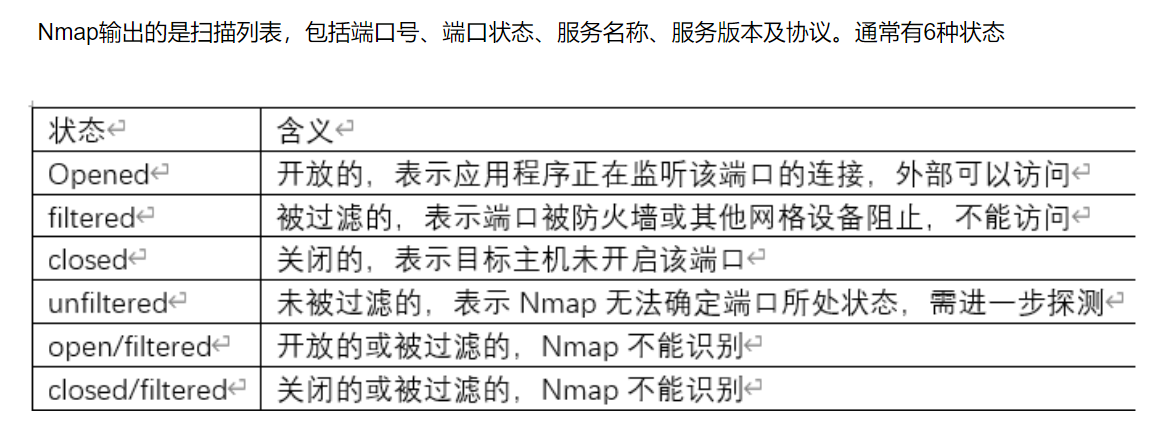 Nmap输出的是扫描列表，包括端口号、端口状态、服务名称、服务版本及协议。通常有6种状态
状态 含义
Opened 开放的，表示应用程序正在监听该端口的连接，外部可以访问
filtered 被过滤的，表示端口被防火墙或其他网格设备阻止，不能访问
closed 关闭的，表示目标主机未开启该端口
unfiltered 未被过滤的，表示 Nmap 无法确定端口所处状态，需进一步探测
open/filtered 开放的或被过滤的，Nmap 不能识别
closed/filtered 关闭的或被过滤的，Nmap 不能识别